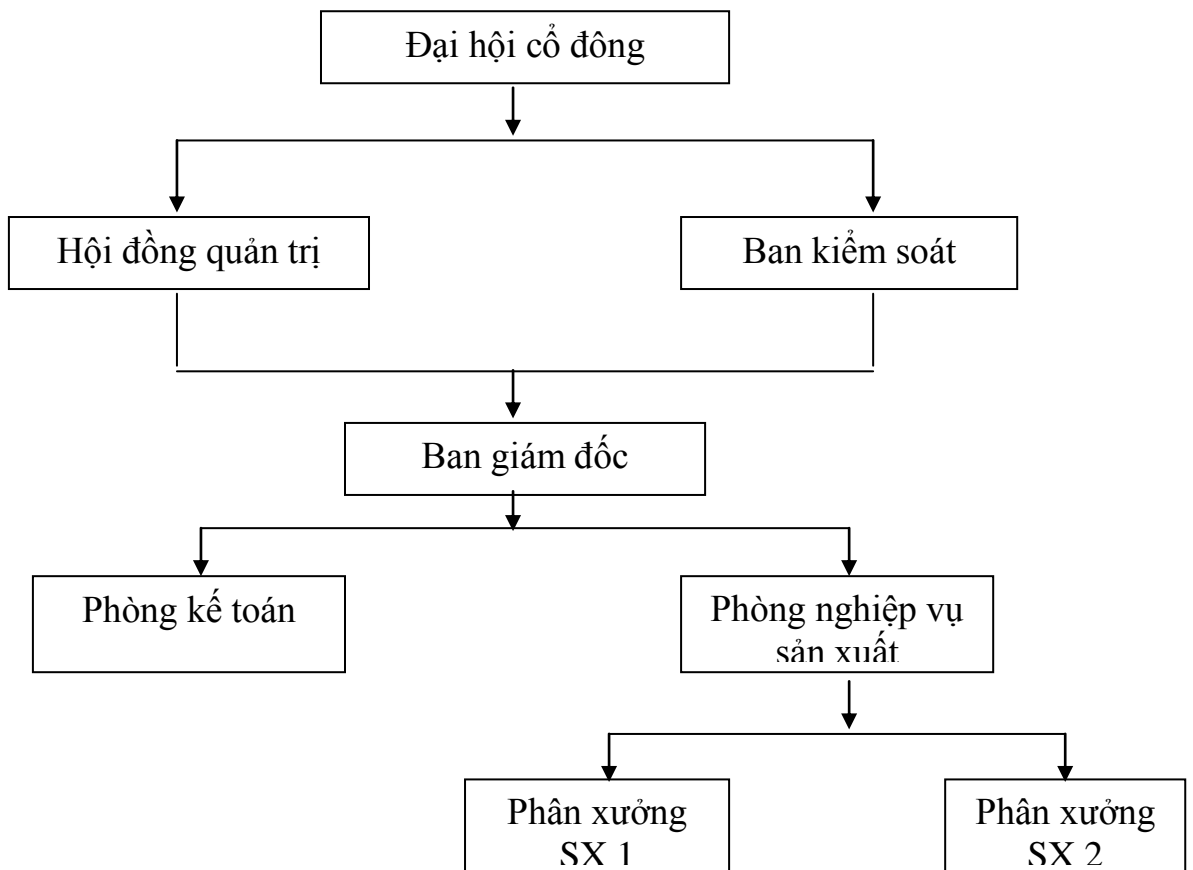 Đại hội cổ đông
Hội đồng quản trị
Ban kiểm soát
Ban giám đốc
Phòng kế toán
Phòng nghiệp vụ
sản xuất
Phân xưởng
SX 1
Phân xưởng
SX 2